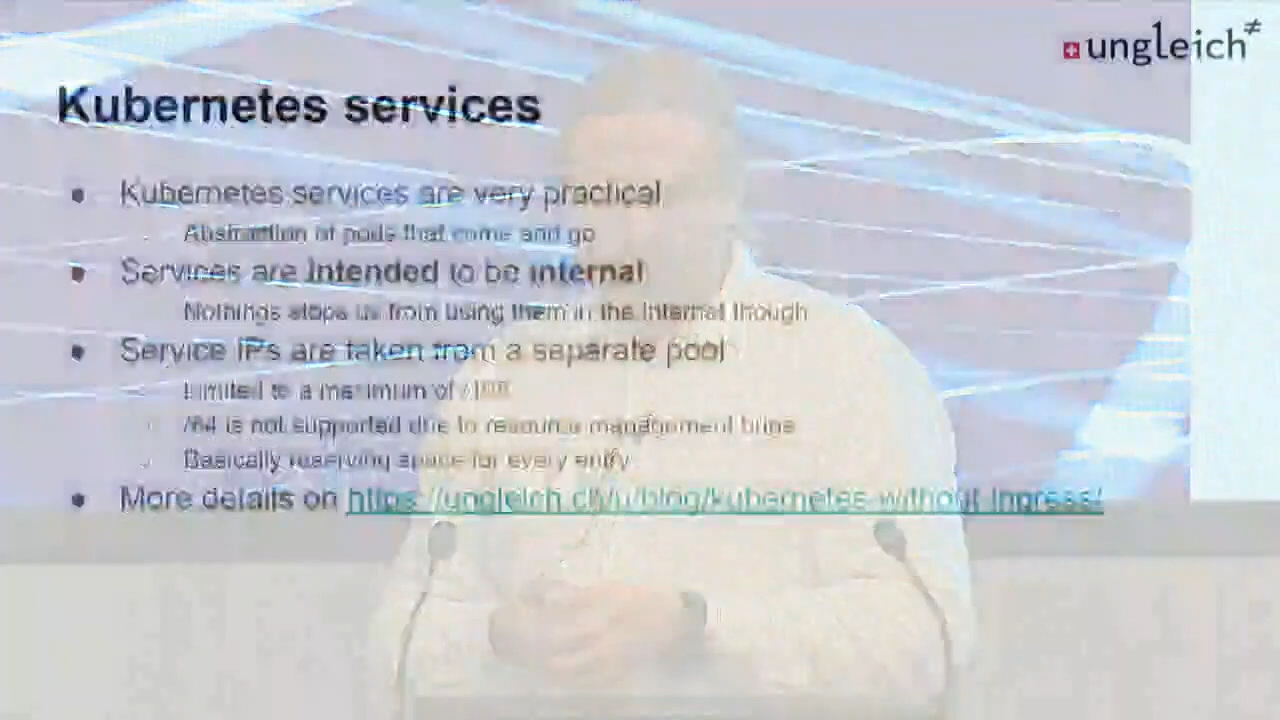 ungleich≠
Kubernetes services
Kubernetes services are very practical
Abstraction of pods that come and go
Services are intended to be internal
Nothings stops us from using them in the Internet though
Service IPs are taken from a separate pool
Limited to a maximum of
/64 is not supported due to resource management
Basically reserving space for every entity
More details on https://ungleich.ch/u/blog/kubernetes-without-ingress/